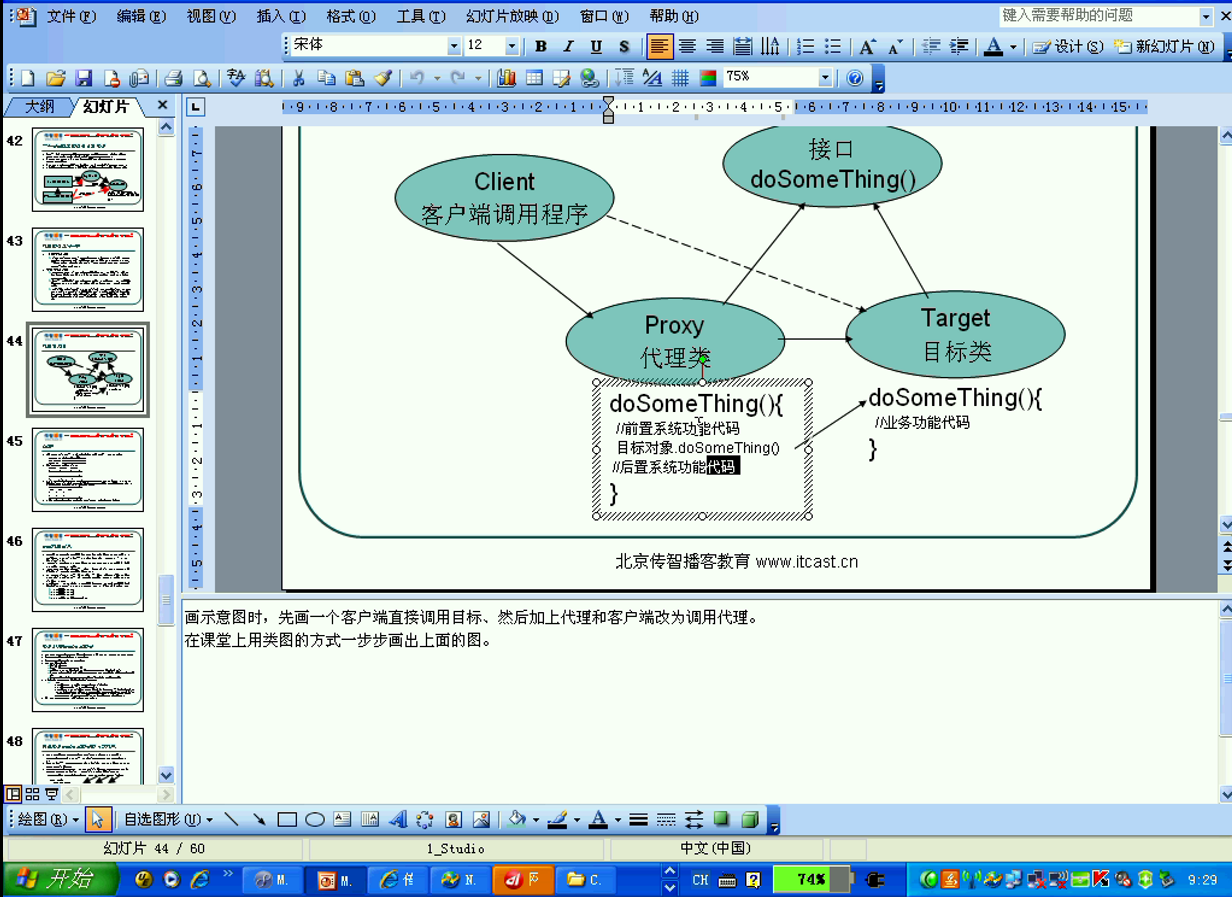 文件(F) 编辑(E) 视图(V) 插入(I) 格式(O) 工具(T) 幻灯片放映(D) 窗口(W) 帮助(H) 键入需要帮助的问题
宋体 12 B I U S A A A 设计(S) 新幻灯片(N)
75%
大纲 幻灯片
42
43
44
45
46
47
48
接口
doSomeThing()
Client
客户端调用程序
Proxy
代理类
Target
目标类
doSomeThing(){
//前置系统功能代码
目标对象.doSomeThing()
//后置系统功能代码
}
doSomeThing(){
//业务功能代码
}
北京传智播客教育 www.itcast.cn
画示意图时，先画一个客户端直接调用目标、然后加上代理和客户端改为调用代理。
在课堂上用类图的方式一步步画出上面的图。
绘图(R) 自选图形(U)
幻灯片 44 / 60 1_Studio 中文(中国)
开始 M. M. N. C. CH 74% 9:29